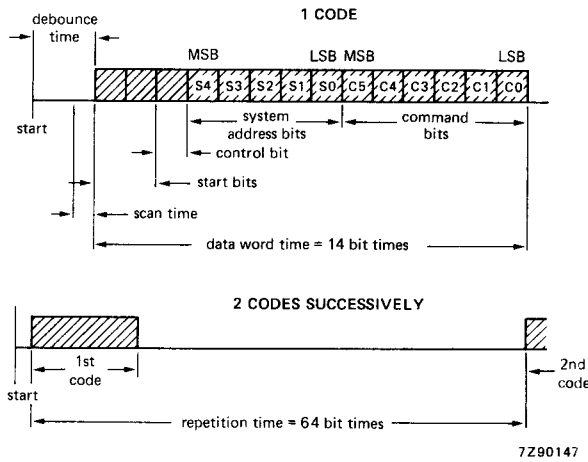 1 CODE
debounce
time
MSB
LSB
MSB
LSB
S4 S3 S2 S1 S0 C5 C4 C3 C2 C1 C0
start
system
address bits
command
bits
control bit
start bits
scan time
data word time = 14 bit times
2 CODES SUCCESSIVELY
1st
code
2nd
code
start
repetition time = 64 bit times
7Z90147